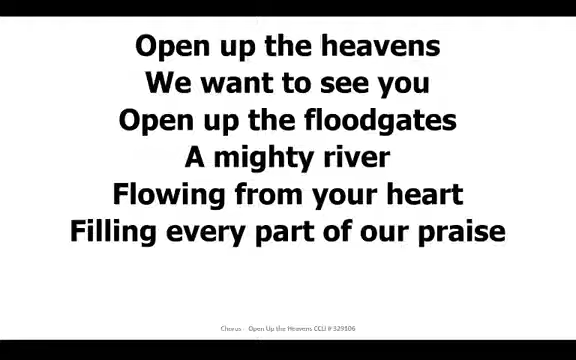 Open up the heavens
We want to see you
Open up the floodgates
A mighty river
Flowing from your heart
Filling every part of our praise
Chorus - Open Up the Heavens CCLI # 329106